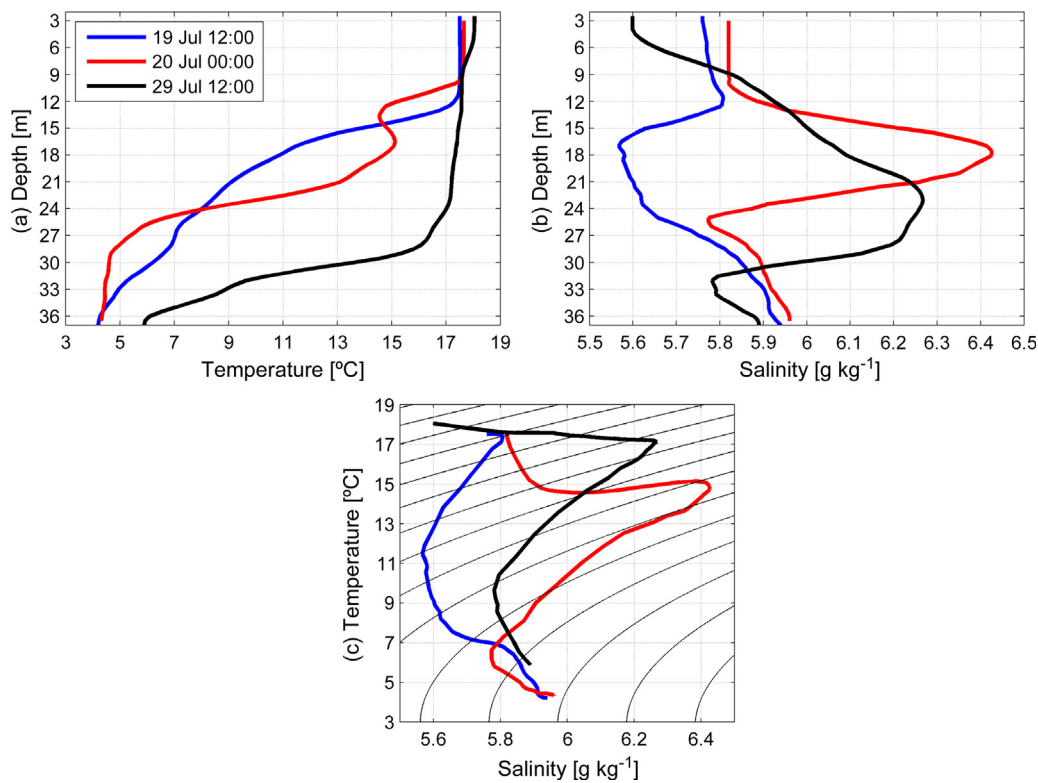 19 Jul 12:00
20 Jul 00:00
29 Jul 12:00
3
6
9
12
15
18
21
24
27
30
33
36
(a) Depth [m]
3 5 7 9 11 13 15 17 19
Temperature [ºC]
3
6
9
12
15
18
21
24
27
30
33
36
(b) Depth [m]
5.5 5.6 5.7 5.8 5.9 6 6.1 6.2 6.3 6.4 6.5
Salinity [g kg⁻¹]
19
17
15
13
11
9
7
5
3
(c) Temperature [ºC]
5.6 5.8 6 6.2 6.4
Salinity [g kg⁻¹]